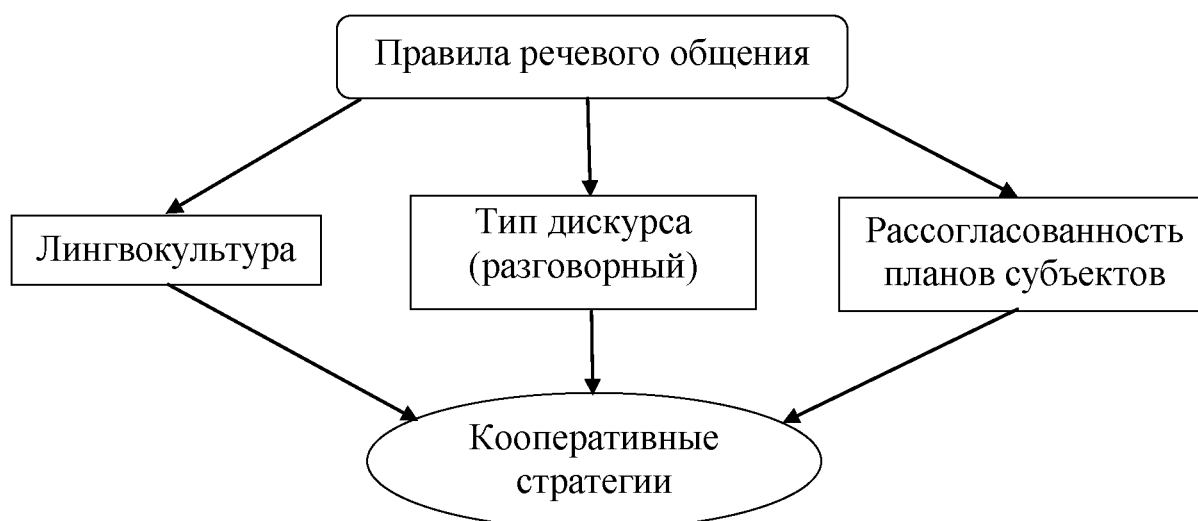 Правила речевого общения
Лингвокультура
Тип дискурса
(разговорный)
Рассогласованность
планов субъектов
Кооперативные
стратегии